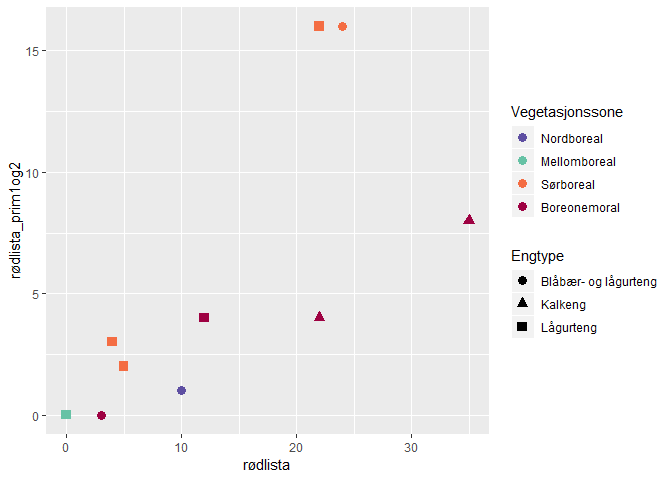 15
10
5
0
rødlista_prim1og2
0 10 20 30
rødlista
Vegetasjonssone
Nordboreal
Mellomboreal
Sørboreal
Boreonemoral
Engtype
Blåbær- og lågurteng
Kalkeng
Lågurteng